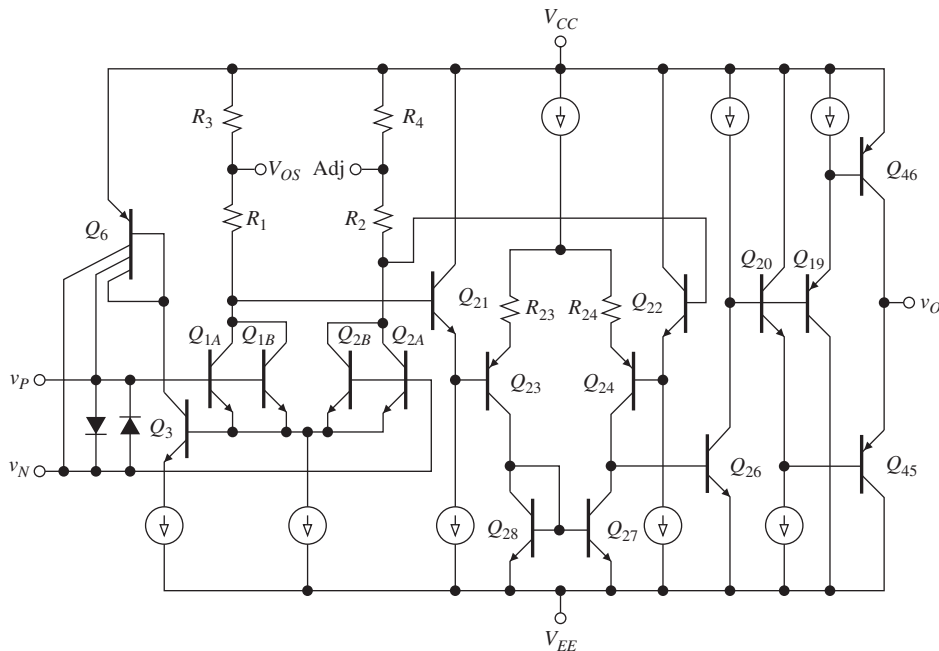 V_CC
R_3
R_4
V_OS
Adj
Q_46
Q_6
R_1
R_2
Q_20
Q_19
Q_21
R_23
R_24
Q_22
v_O
Q_1A
Q_1B
Q_2B
Q_2A
v_P
Q_23
Q_24
Q_3
v_N
Q_26
Q_45
Q_28
Q_27
V_EE